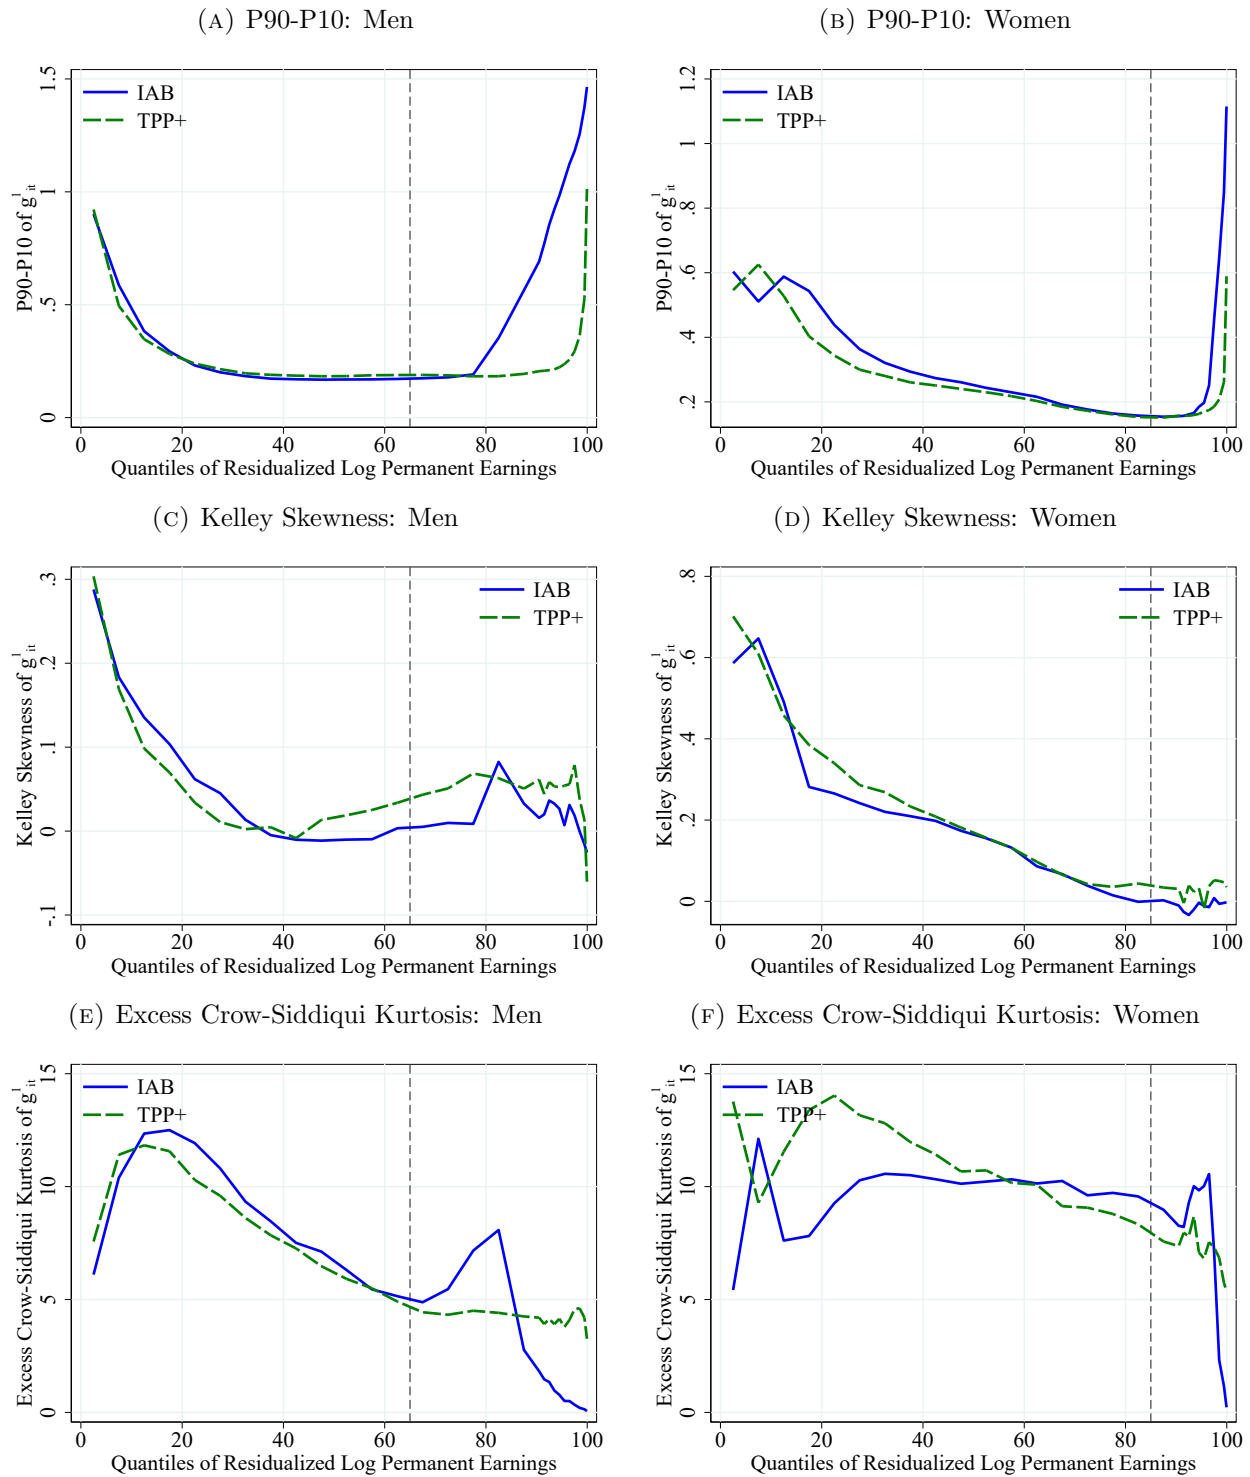 (A) P90-P10: Men
P90-P10 of g¹ᵢₜ
1.5
1
.5
0
IAB
TPP+
0 20 40 60 80 100
Quantiles of Residualized Log Permanent Earnings
(B) P90-P10: Women
P90-P10 of g¹ᵢₜ
1.2
1
.8
.6
.4
.2
IAB
TPP+
0 20 40 60 80 100
Quantiles of Residualized Log Permanent Earnings
(C) Kelley Skewness: Men
Kelley Skewness of g¹ᵢₜ
.3
.2
.1
0
-.1
IAB
TPP+
0 20 40 60 80 100
Quantiles of Residualized Log Permanent Earnings
(D) Kelley Skewness: Women
Kelley Skewness of g¹ᵢₜ
.8
.6
.4
.2
0
IAB
TPP+
0 20 40 60 80 100
Quantiles of Residualized Log Permanent Earnings
(E) Excess Crow-Siddiqui Kurtosis: Men
Excess Crow-Siddiqui Kurtosis of g¹ᵢₜ
15
10
5
0
IAB
TPP+
0 20 40 60 80 100
Quantiles of Residualized Log Permanent Earnings
(F) Excess Crow-Siddiqui Kurtosis: Women
Excess Crow-Siddiqui Kurtosis of g¹ᵢₜ
15
10
5
0
IAB
TPP+
0 20 40 60 80 100
Quantiles of Residualized Log Permanent Earnings